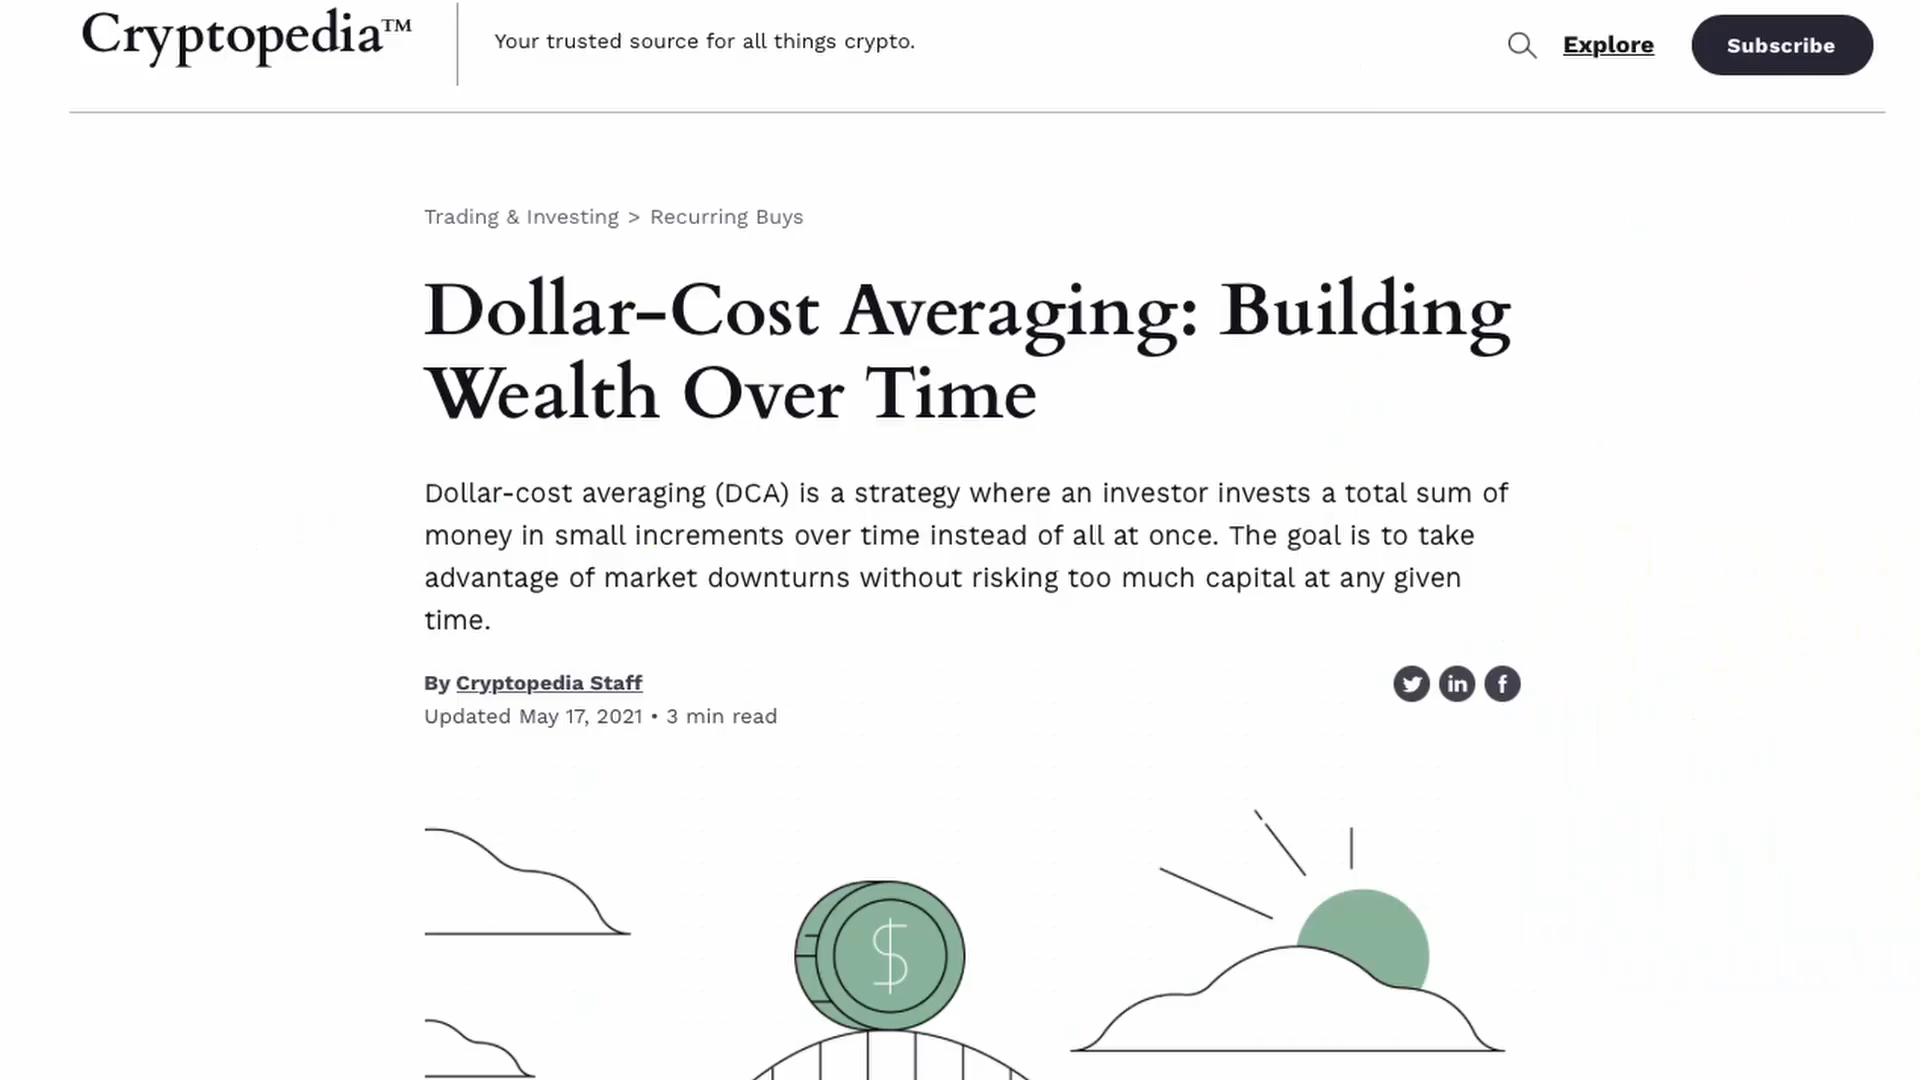 Cryptopedia™
Your trusted source for all things crypto.
Explore
Subscribe
Trading & Investing > Recurring Buys
Dollar-Cost Averaging: Building
Wealth Over Time
Dollar-cost averaging (DCA) is a strategy where an investor invests a total sum of
money in small increments over time instead of all at once. The goal is to take
advantage of market downturns without risking too much capital at any given
time.
By Cryptopedia Staff
Updated May 17, 2021 • 3 min read
$